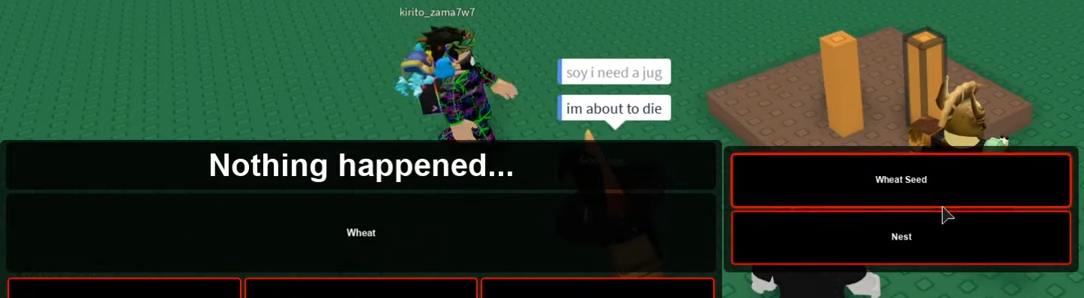 kirito_zama7w7
soy i need a jug
im about to die
Nothing happened...
Wheat
Wheat Seed
Nest